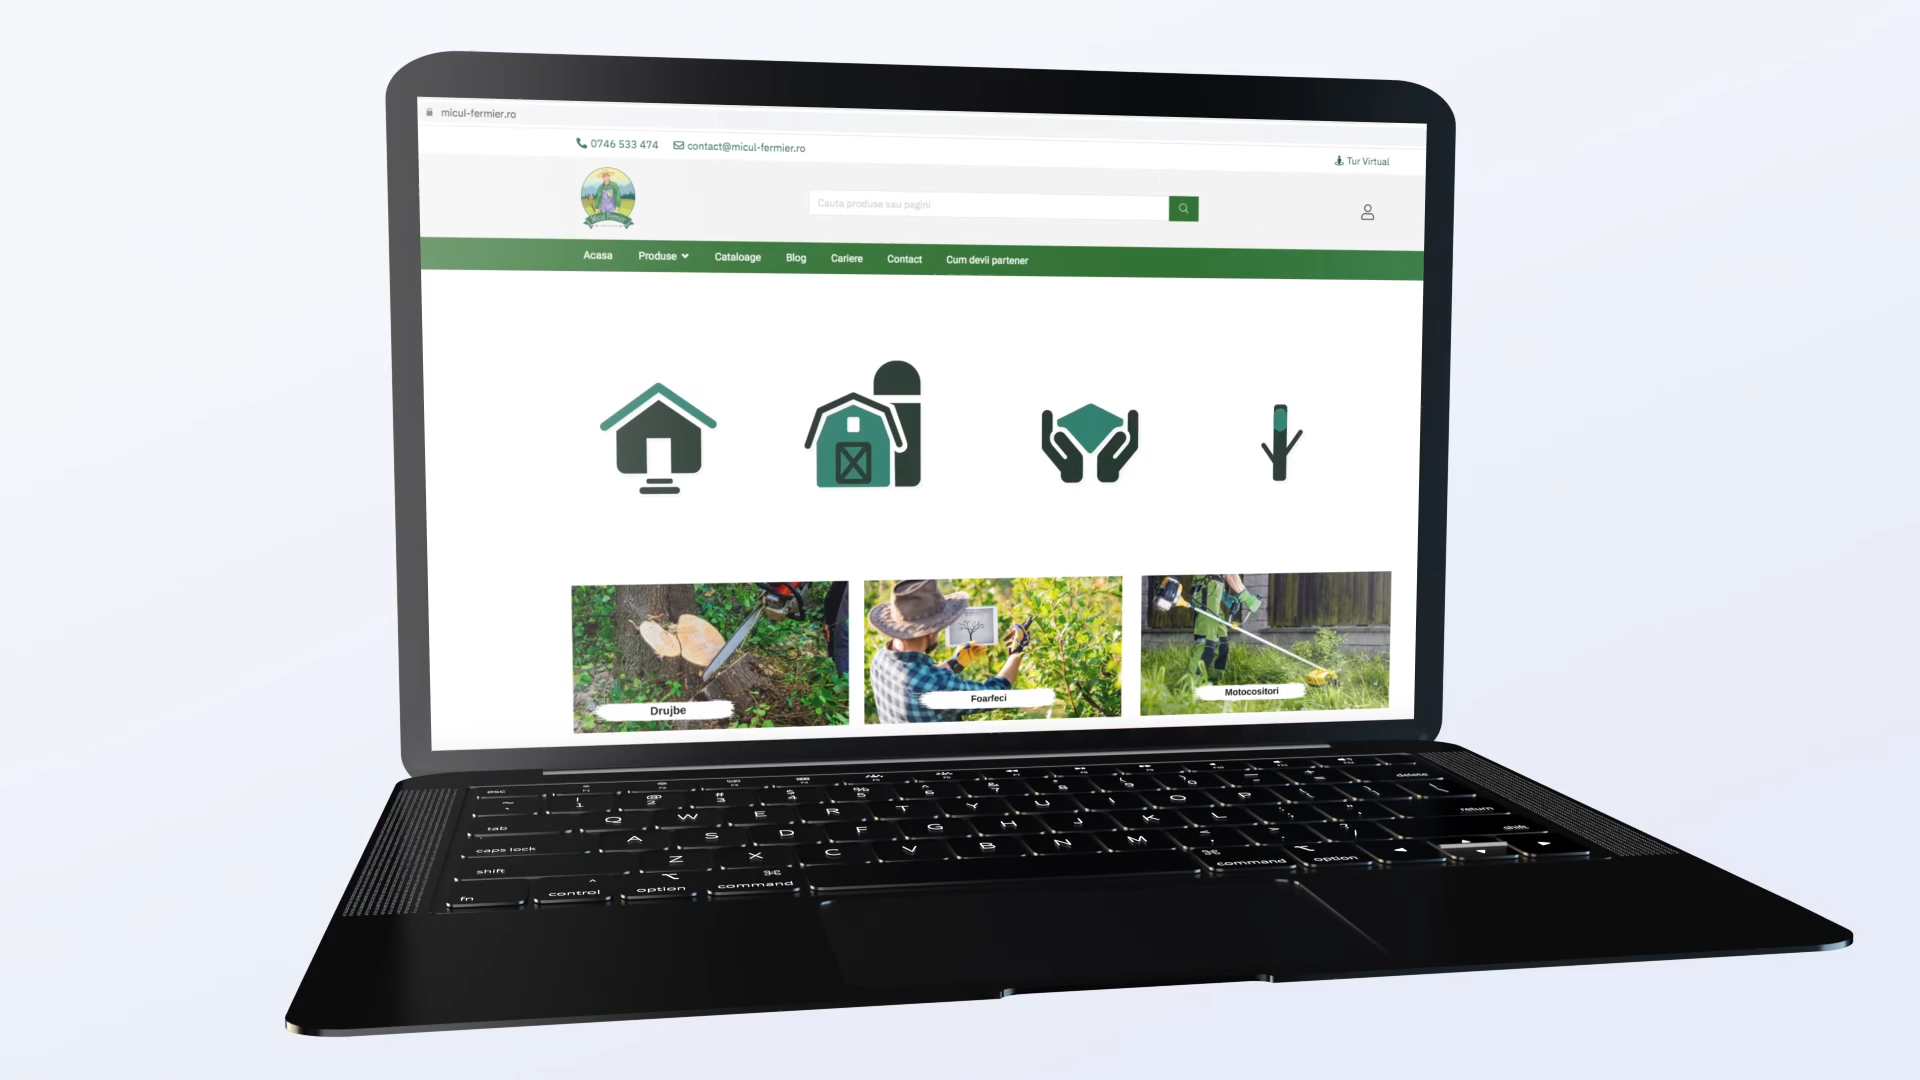 micul-fermier.ro
0746 533 474 contact@micul-fermier.ro
Tur Virtual
Micul Fermier
Cauta produse sau pagini
Acasa Produse Cataloage Blog Cariere Contact Cum devii partener
Drujbe
Foarfeci
Motocositori
esc
delete
tab Q W E R T Y U I O P
caps lock A S D F G H J K L return
shift Z X C V B N M shift
fn control option command command option